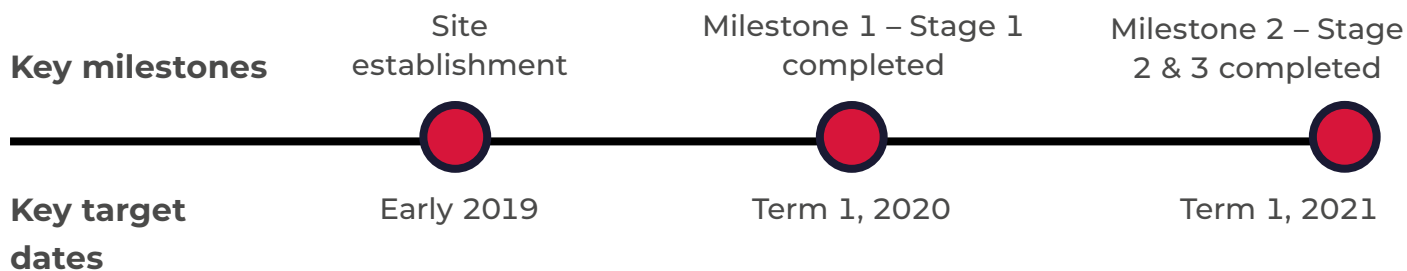 Key milestones
Site
establishment
Milestone 1 – Stage 1
completed
Milestone 2 – Stage
2 & 3 completed
Key target
dates
Early 2019
Term 1, 2020
Term 1, 2021